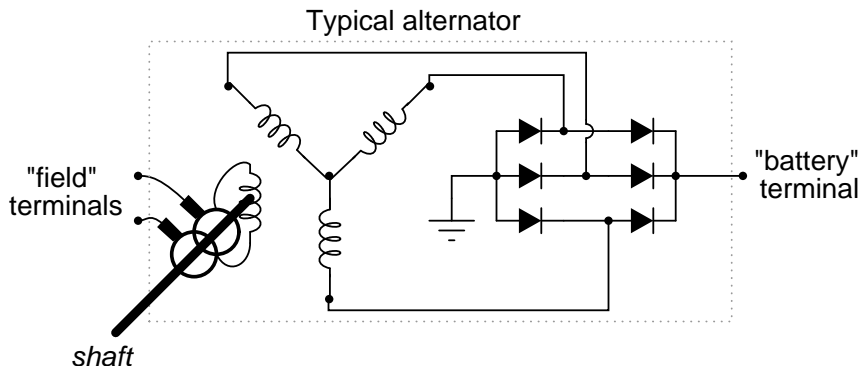 Typical alternator
"field"
terminals
"battery"
terminal
shaft